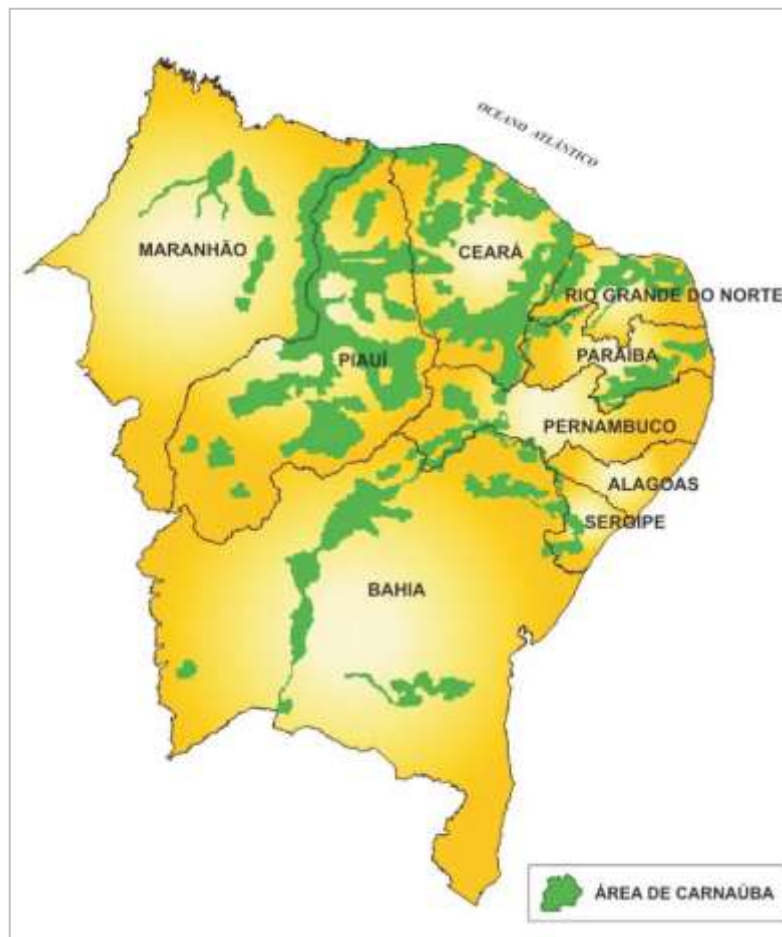 OCEANO ATLÂNTICO
MARANHÃO
CEARÁ
RIO GRANDE DO NORTE
PIAUÍ
PARAÍBA
PERNAMBUCO
ALAGOAS
SERGIPE
BAHIA
ÁREA DE CARNAÚBA